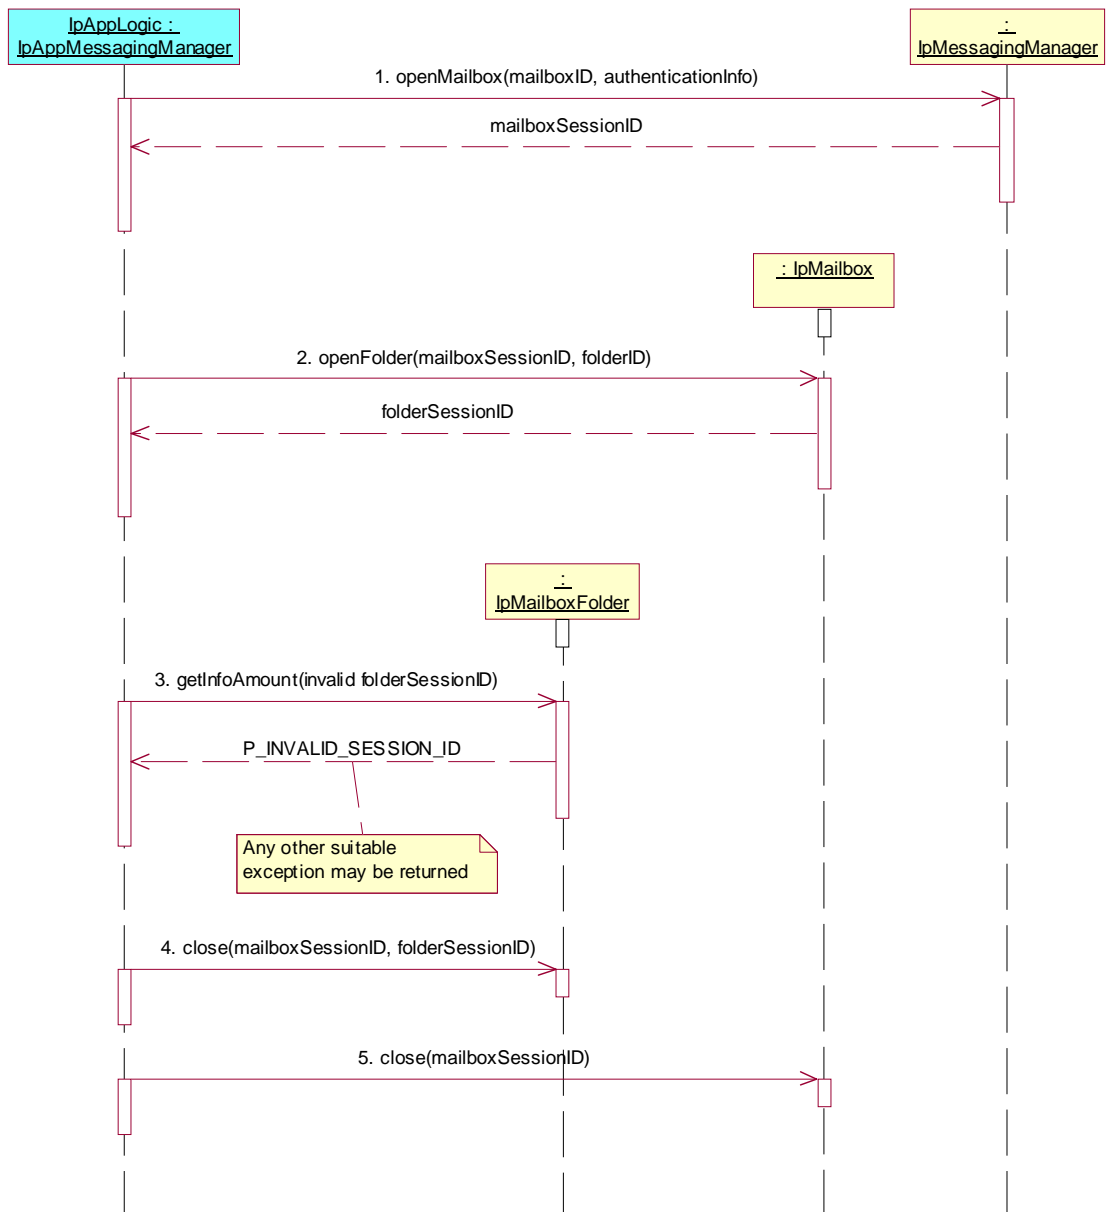 IpAppLogic :
IpAppMessagingManager
:
IpMessagingManager
1. openMailbox(mailboxID, authenticationInfo)
mailboxSessionID
: IpMailbox
2. openFolder(mailboxSessionID, folderID)
folderSessionID
:
IpMailboxFolder
3. getInfoAmount(invalid folderSessionID)
P_INVALID_SESSION_ID
Any other suitable
exception may be returned
4. close(mailboxSessionID, folderSessionID)
5. close(mailboxSessionID)